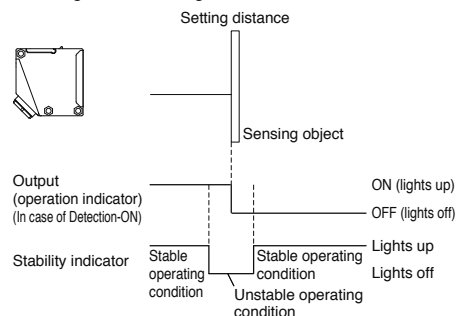 Setting distance
Sensing object
Output
(operation indicator)
(In case of Detection-ON)
ON (lights up)
OFF (lights off)
Stability indicator
Stable
operating
condition
Stable operating
condition
Unstable operating
condition
Lights up
Lights off